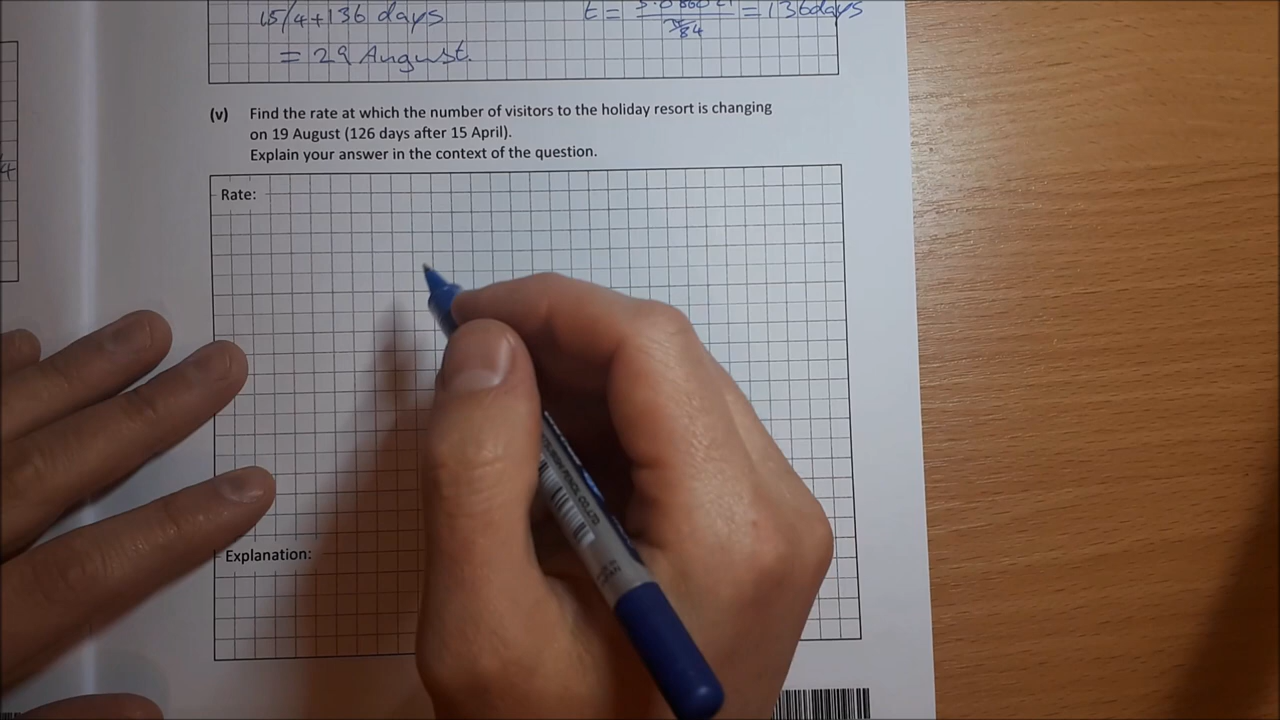 15/4+136 days
= 136days
= 29 August.
(v) Find the rate at which the number of visitors to the holiday resort is changing
on 19 August (126 days after 15 April).
Explain your answer in the context of the question.
Rate:
Explanation: